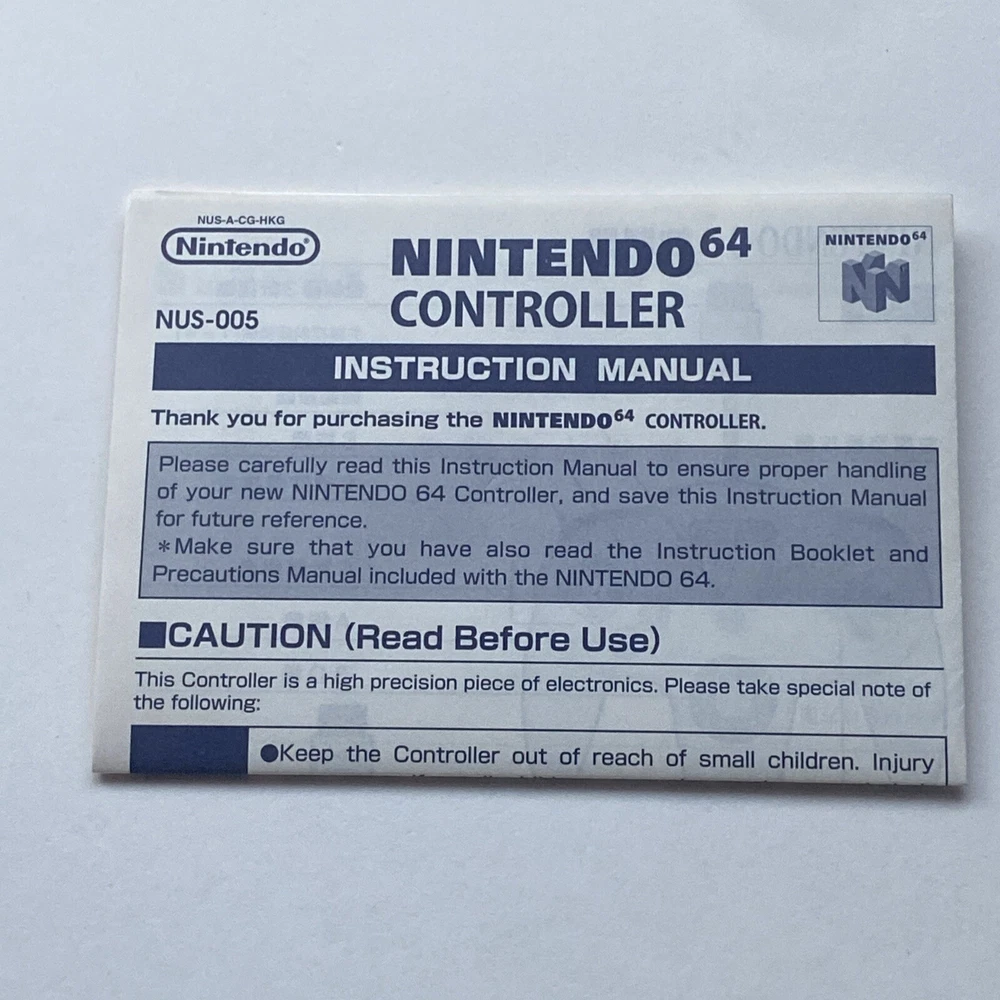 NUS-A-CG-HKG
Nintendo®
NUS-005
NINTENDO64
CONTROLLER
NINTENDO64
INSTRUCTION MANUAL
Thank you for purchasing the NINTENDO64 CONTROLLER.
Please carefully read this Instruction Manual to ensure proper handling
of your new NINTENDO 64 Controller, and save this Instruction Manual
for future reference.
*Make sure that you have also read the Instruction Booklet and
Precautions Manual included with the NINTENDO 64.
■CAUTION (Read Before Use)
This Controller is a high precision piece of electronics. Please take special note of
the following:
●Keep the Controller out of reach of small children. Injury